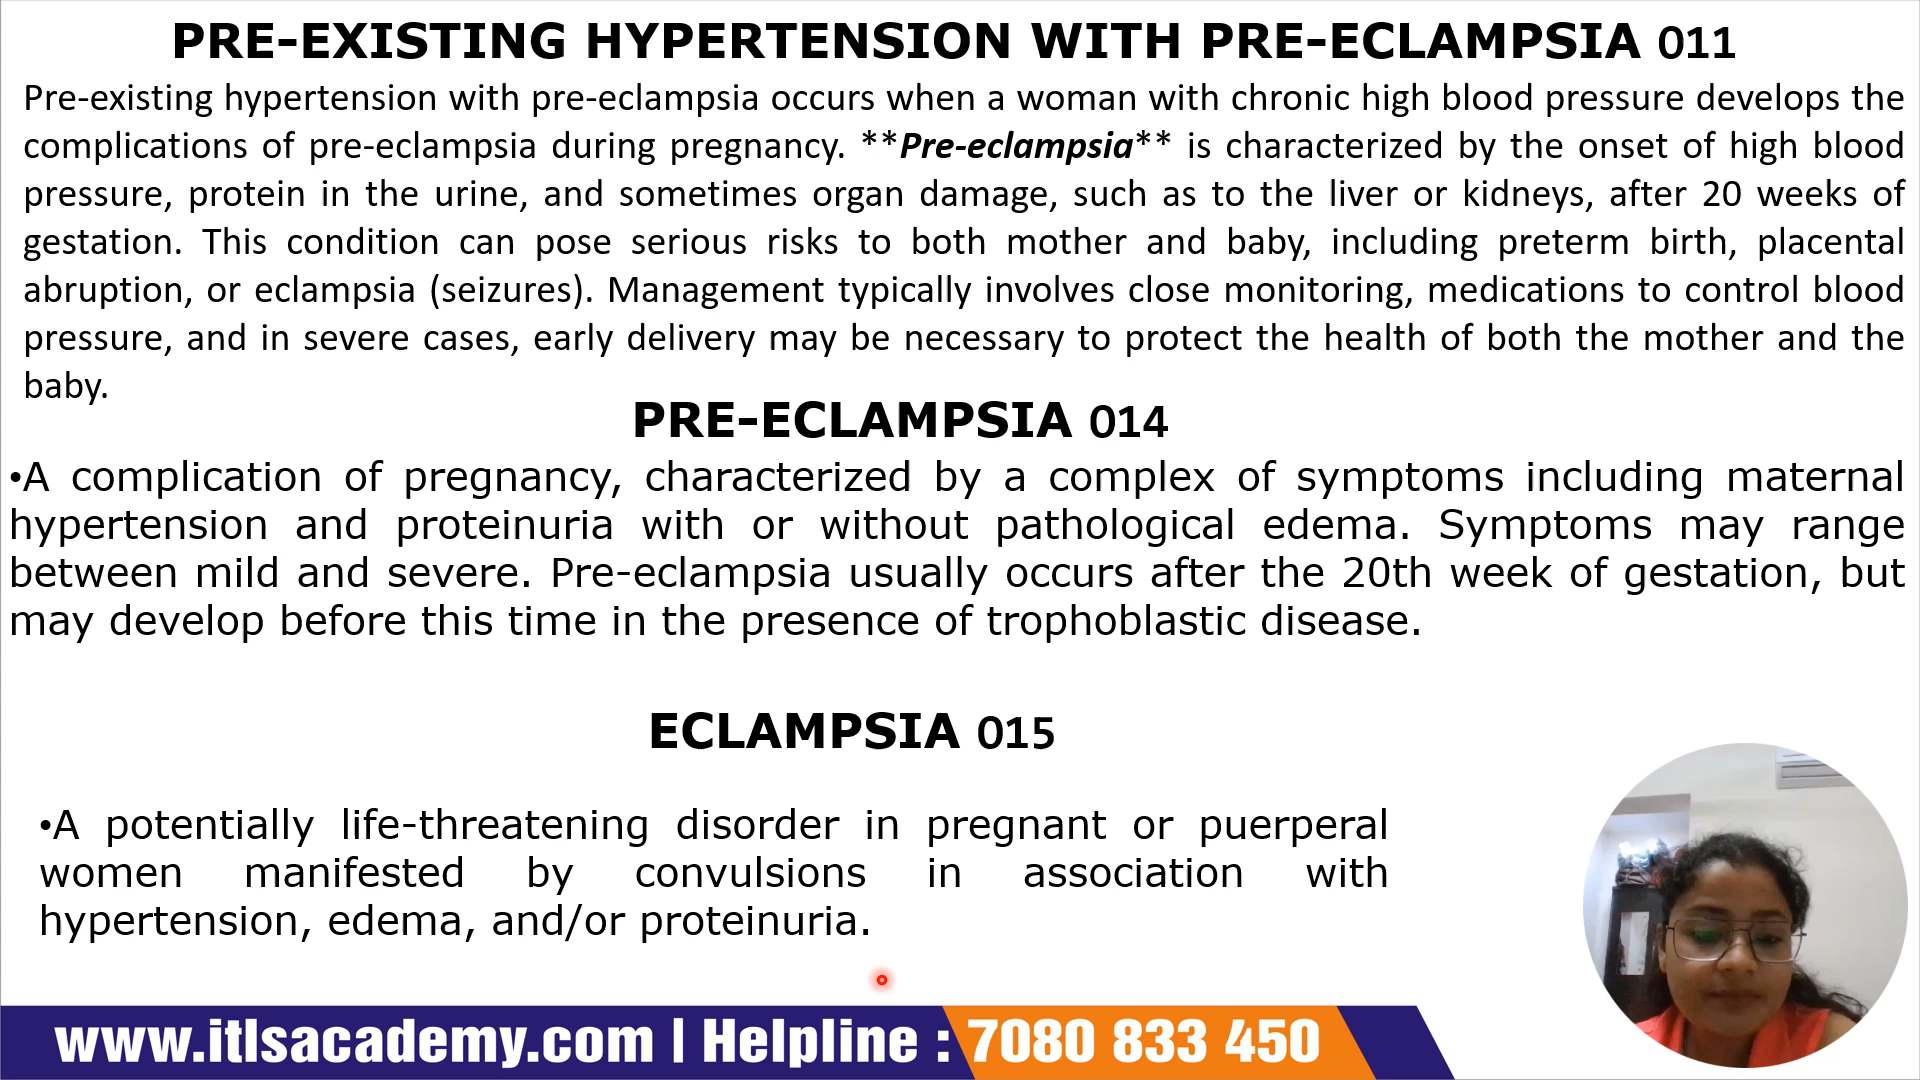 PRE-EXISTING HYPERTENSION WITH PRE-ECLAMPSIA 011
Pre-existing hypertension with pre-eclampsia occurs when a woman with chronic high blood pressure develops the
complications of pre-eclampsia during pregnancy. **Pre-eclampsia** is characterized by the onset of high blood
pressure, protein in the urine, and sometimes organ damage, such as to the liver or kidneys, after 20 weeks of
gestation. This condition can pose serious risks to both mother and baby, including preterm birth, placental
abruption, or eclampsia (seizures). Management typically involves close monitoring, medications to control blood
pressure, and in severe cases, early delivery may be necessary to protect the health of both the mother and the
baby.
PRE-ECLAMPSIA 014
•A complication of pregnancy, characterized by a complex of symptoms including maternal
hypertension and proteinuria with or without pathological edema. Symptoms may range
between mild and severe. Pre-eclampsia usually occurs after the 20th week of gestation, but
may develop before this time in the presence of trophoblastic disease.
ECLAMPSIA 015
•A potentially life-threatening disorder in pregnant or puerperal
women manifested by convulsions in association with
hypertension, edema, and/or proteinuria.
www.itlsacademy.com | Helpline : 7080 833 450